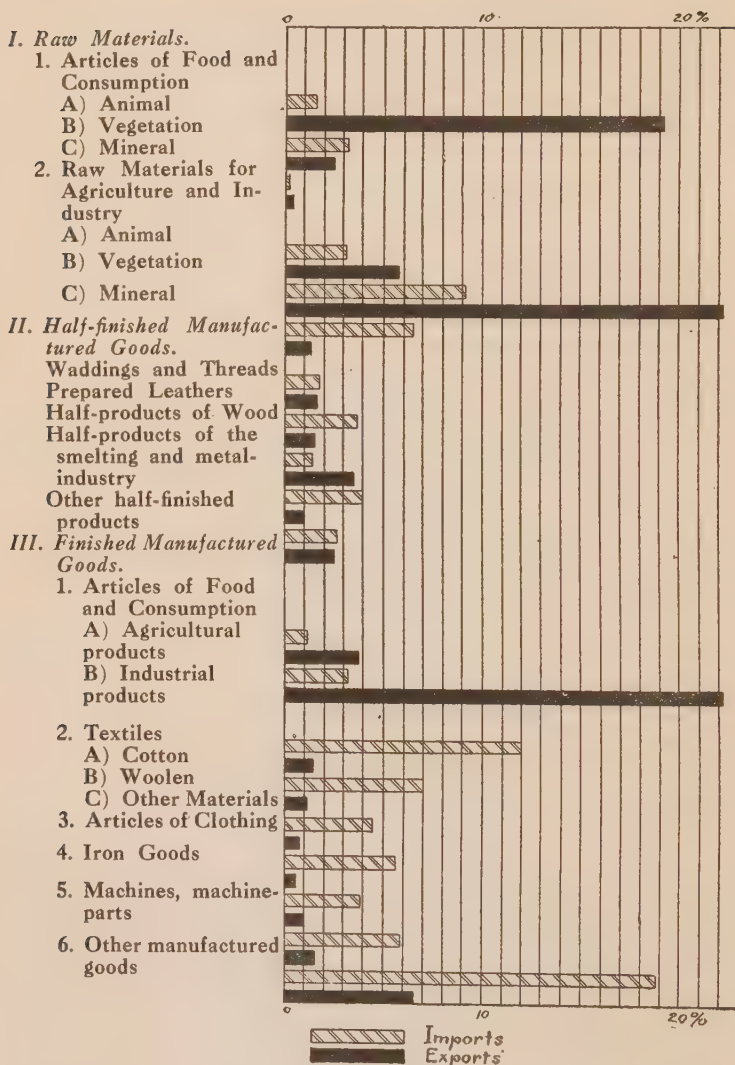 0 10 20%
I. Raw Materials.
1. Articles of Food and
Consumption
A) Animal
B) Vegetation
C) Mineral
2. Raw Materials for
Agriculture and In-
dustry
A) Animal
B) Vegetation
C) Mineral
II. Half-finished Manufac-
tured Goods.
Waddings and Threads
Prepared Leathers
Half-products of Wood
Half-products of the
smelting and metal-
industry
Other half-finished
products
III. Finished Manufactured
Goods.
1. Articles of Food
and Consumption
A) Agricultural
products
B) Industrial
products
2. Textiles
A) Cotton
B) Woolen
C) Other Materials
3. Articles of Clothing
4. Iron Goods
5. Machines, machine-
parts
6. Other manufactured
goods
0 10 20%
Imports
Exports